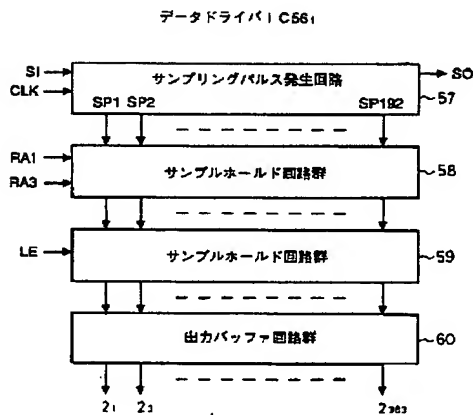 データドライバIC56₁
SI
サンプリングパルス発生回路
SO
CLK
57
SP1 SP2 SP192
RA1
サンプルホールド回路群
58
RA3
LE
サンプルホールド回路群
59
出力バッファ回路群
60
2₁ 2₃ 2₃₈₃